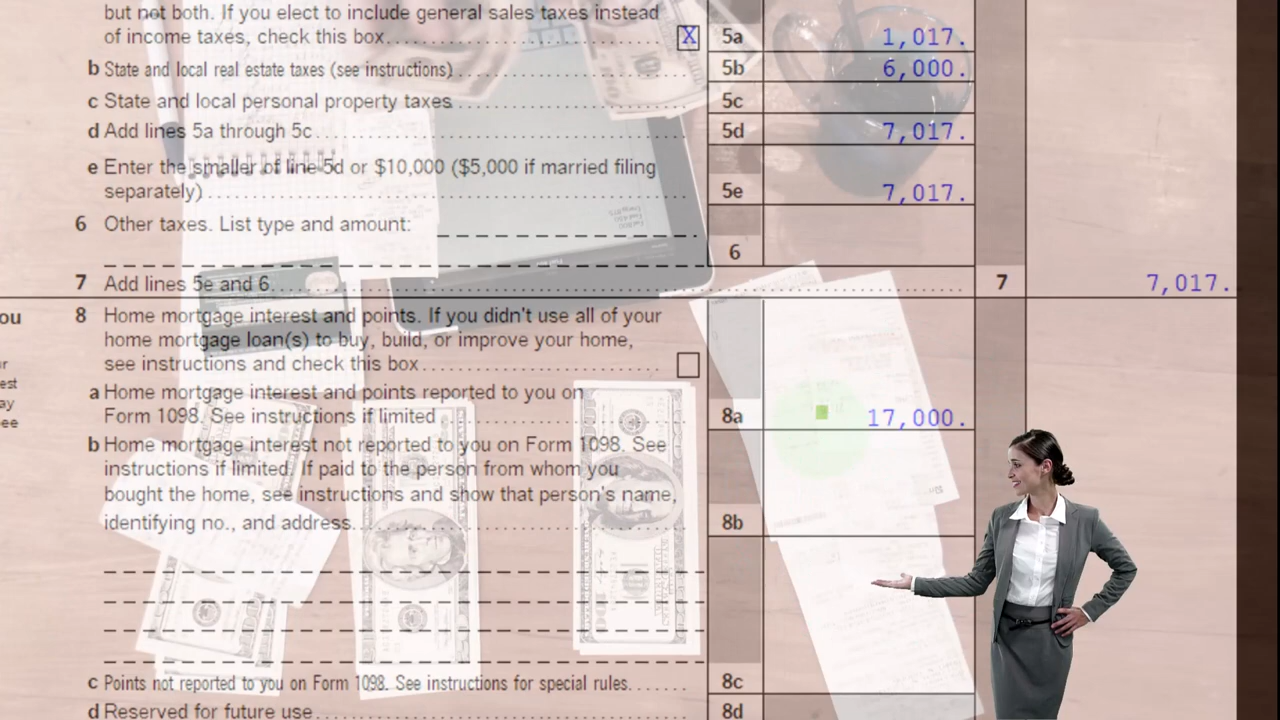 but not both. If you elect to include general sales taxes instead
of income taxes, check this box X 5a 1,017.
b State and local real estate taxes (see instructions) 5b 6,000.
c State and local personal property taxes 5c
d Add lines 5a through 5c 5d 7,017.
e Enter the smaller of line 5d or $10,000 ($5,000 if married filing
separately) 5e 7,017.
6 Other taxes. List type and amount:
6
7 Add lines 5e and 6 7 7,017.
ou 8 Home mortgage interest and points. If you didn't use all of your
home mortgage loan(s) to buy, build, or improve your home,
r see instructions and check this box
est a Home mortgage interest and points reported to you on
ay Form 1098. See instructions if limited 8a 17,000.
ee b Home mortgage interest not reported to you on Form 1098. See
instructions if limited. If paid to the person from whom you
bought the home, see instructions and show that person's name,
identifying no., and address. 8b
c Points not reported to you on Form 1098. See instructions for special rules. 8c
d Reserved for future use 8d